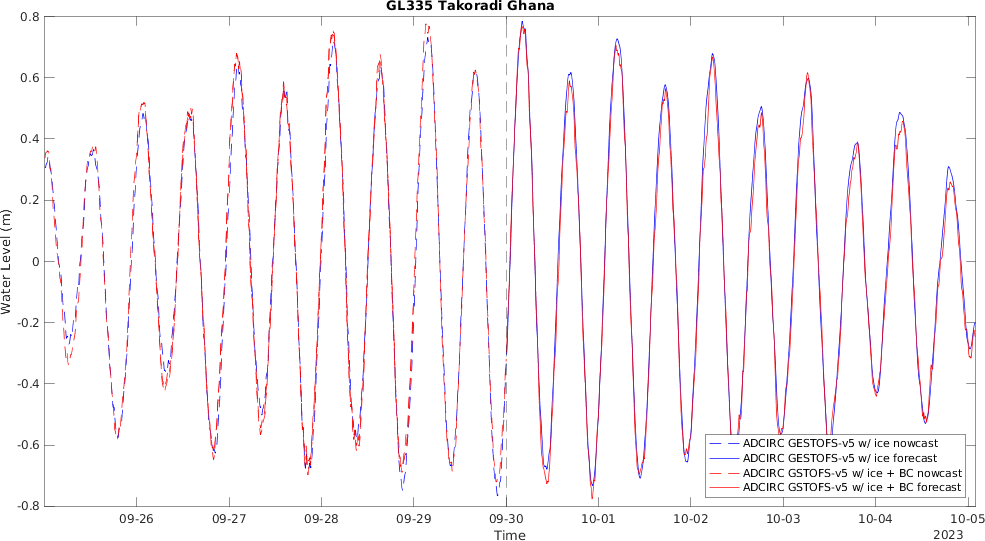 GL335 Takoradi Ghana
0.8
0.6
0.4
0.2
0
-0.2
-0.4
-0.6
-0.8
Water Level (m)
ADCIRC GESTOFS-v5 w/ ice nowcast
ADCIRC GESTOFS-v5 w/ ice forecast
ADCIRC GSTOFS-v5 w/ ice + BC nowcast
ADCIRC GSTOFS-v5 w/ ice + BC forecast
09-26 09-27 09-28 09-29 09-30 10-01 10-02 10-03 10-04 10-05
Time 2023